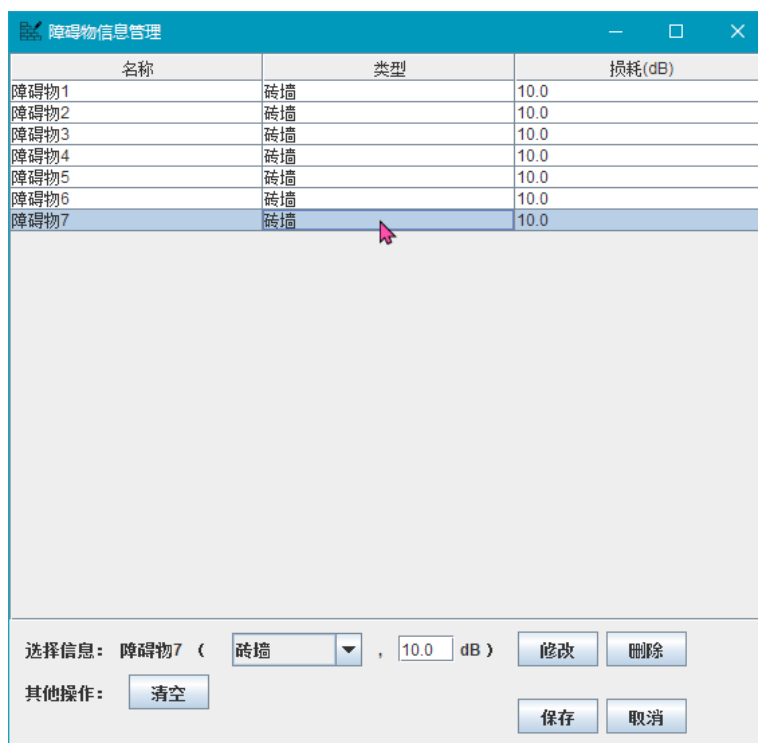 障碍物信息管理
名称 类型 损耗(dB)
障碍物1 砖墙 10.0
障碍物2 砖墙 10.0
障碍物3 砖墙 10.0
障碍物4 砖墙 10.0
障碍物5 砖墙 10.0
障碍物6 砖墙 10.0
障碍物7 砖墙 10.0
选择信息： 障碍物7 （ 砖墙 ， 10.0 dB ） 修改 删除
其他操作： 清空
保存 取消